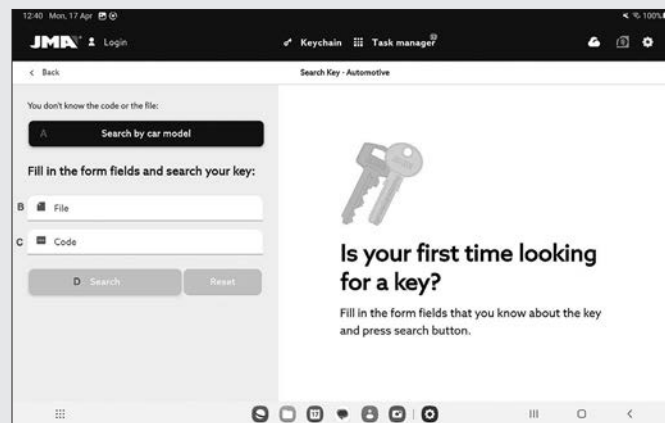 12:40 Mon, 17 Apr
100%
JMA Login Keychain Task manager
< Back
Search Key - Automotive
You don't know the code or the file:
A Search by car model
Fill in the form fields and search your key:
B File
C Code
D Search Reset
Is your first time looking
for a key?
Fill in the form fields that you know about the key
and press search button.
17